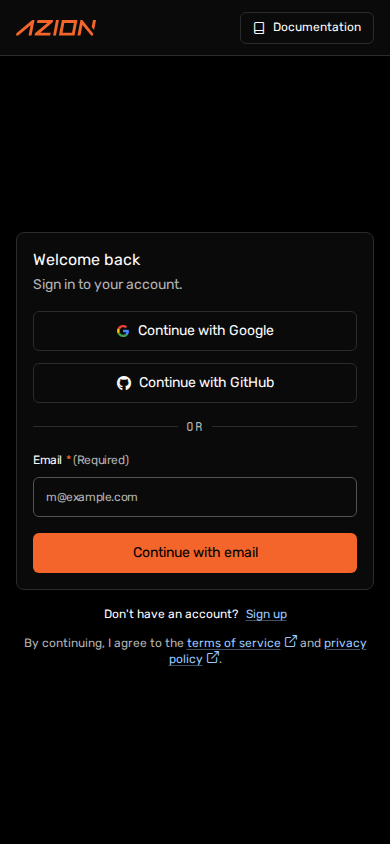 AZION
Documentation
Welcome back
Sign in to your account.
Continue with Google
Continue with GitHub
OR
Email *(Required)
m@example.com
Continue with email
Don't have an account? Sign up
By continuing, I agree to the terms of service and privacy
policy.